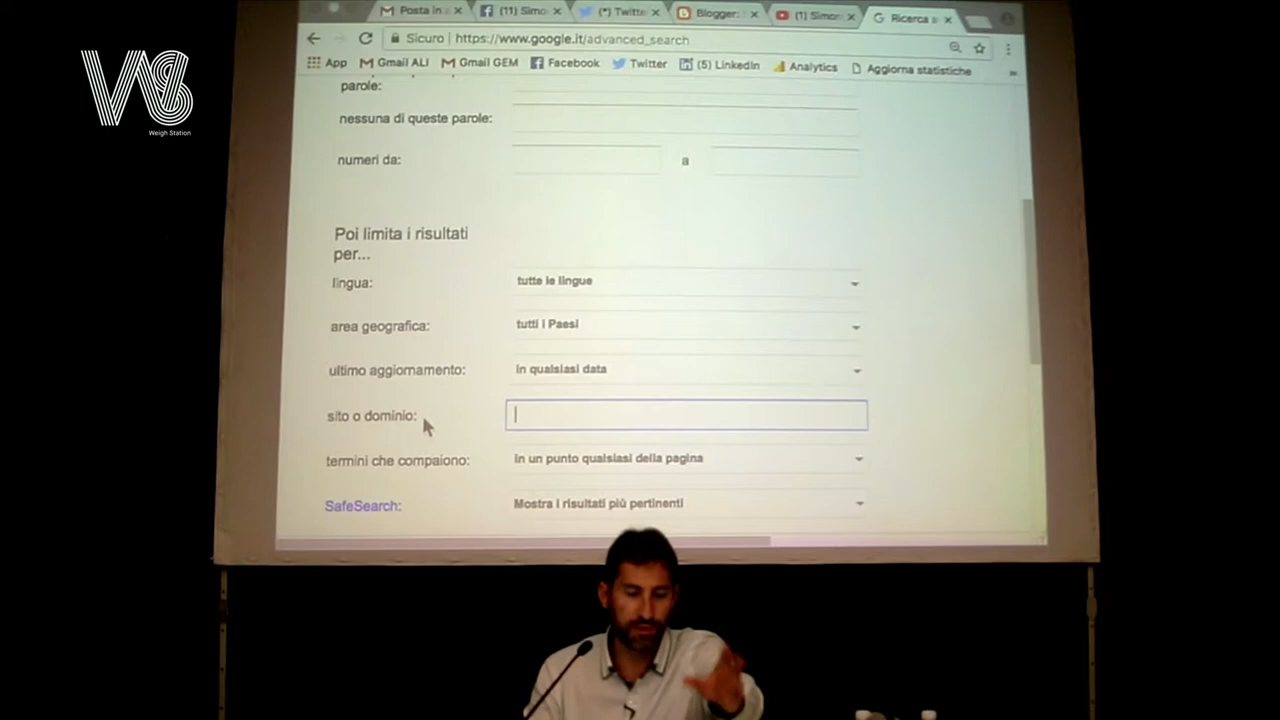 Posta in
(11) Simo
(*) Twitte
Blogger:
(1) Simon
Ricerca
Sicuro | https://www.google.it/advanced_search
App
Gmail ALI
Gmail GEM
Facebook
Twitter
(5) LinkedIn
Analytics
Aggiorna statistiche
»
WS
Weigh Station
parole:
nessuna di queste parole:
numeri da:
a
Poi limita i risultati
per...
lingua:
tutte le lingue
area geografica:
tutti i Paesi
ultimo aggiornamento:
in qualsiasi data
sito o dominio:
termini che compaiono:
in un punto qualsiasi della pagina
SafeSearch:
Mostra i risultati più pertinenti